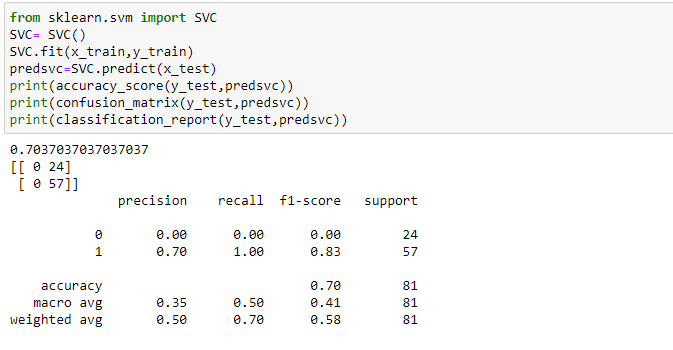 from sklearn.svm import SVC
SVC= SVC()
SVC.fit(x_train,y_train)
predsvc=SVC.predict(x_test)
print(accuracy_score(y_test,predsvc))
print(confusion_matrix(y_test,predsvc))
print(classification_report(y_test,predsvc))
0.7037037037037037
[[ 0 24]
 [ 0 57]]
              precision    recall  f1-score   support

           0       0.00      0.00      0.00        24
           1       0.70      1.00      0.83        57

    accuracy                           0.70        81
   macro avg       0.35      0.50      0.41        81
weighted avg       0.50      0.70      0.58        81